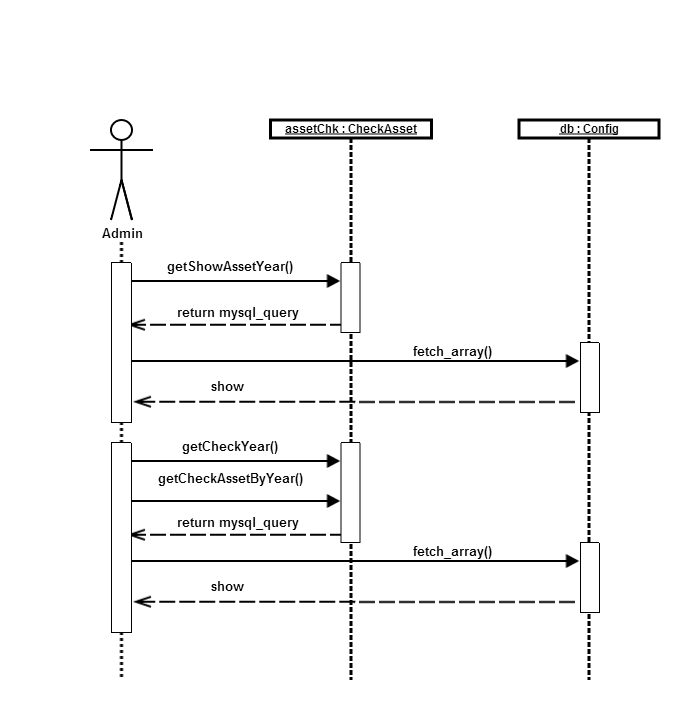 assetChk : CheckAsset
db : Config
Admin
getShowAssetYear()
return mysql_query
fetch_array()
show
getCheckYear()
getCheckAssetByYear()
return mysql_query
fetch_array()
show